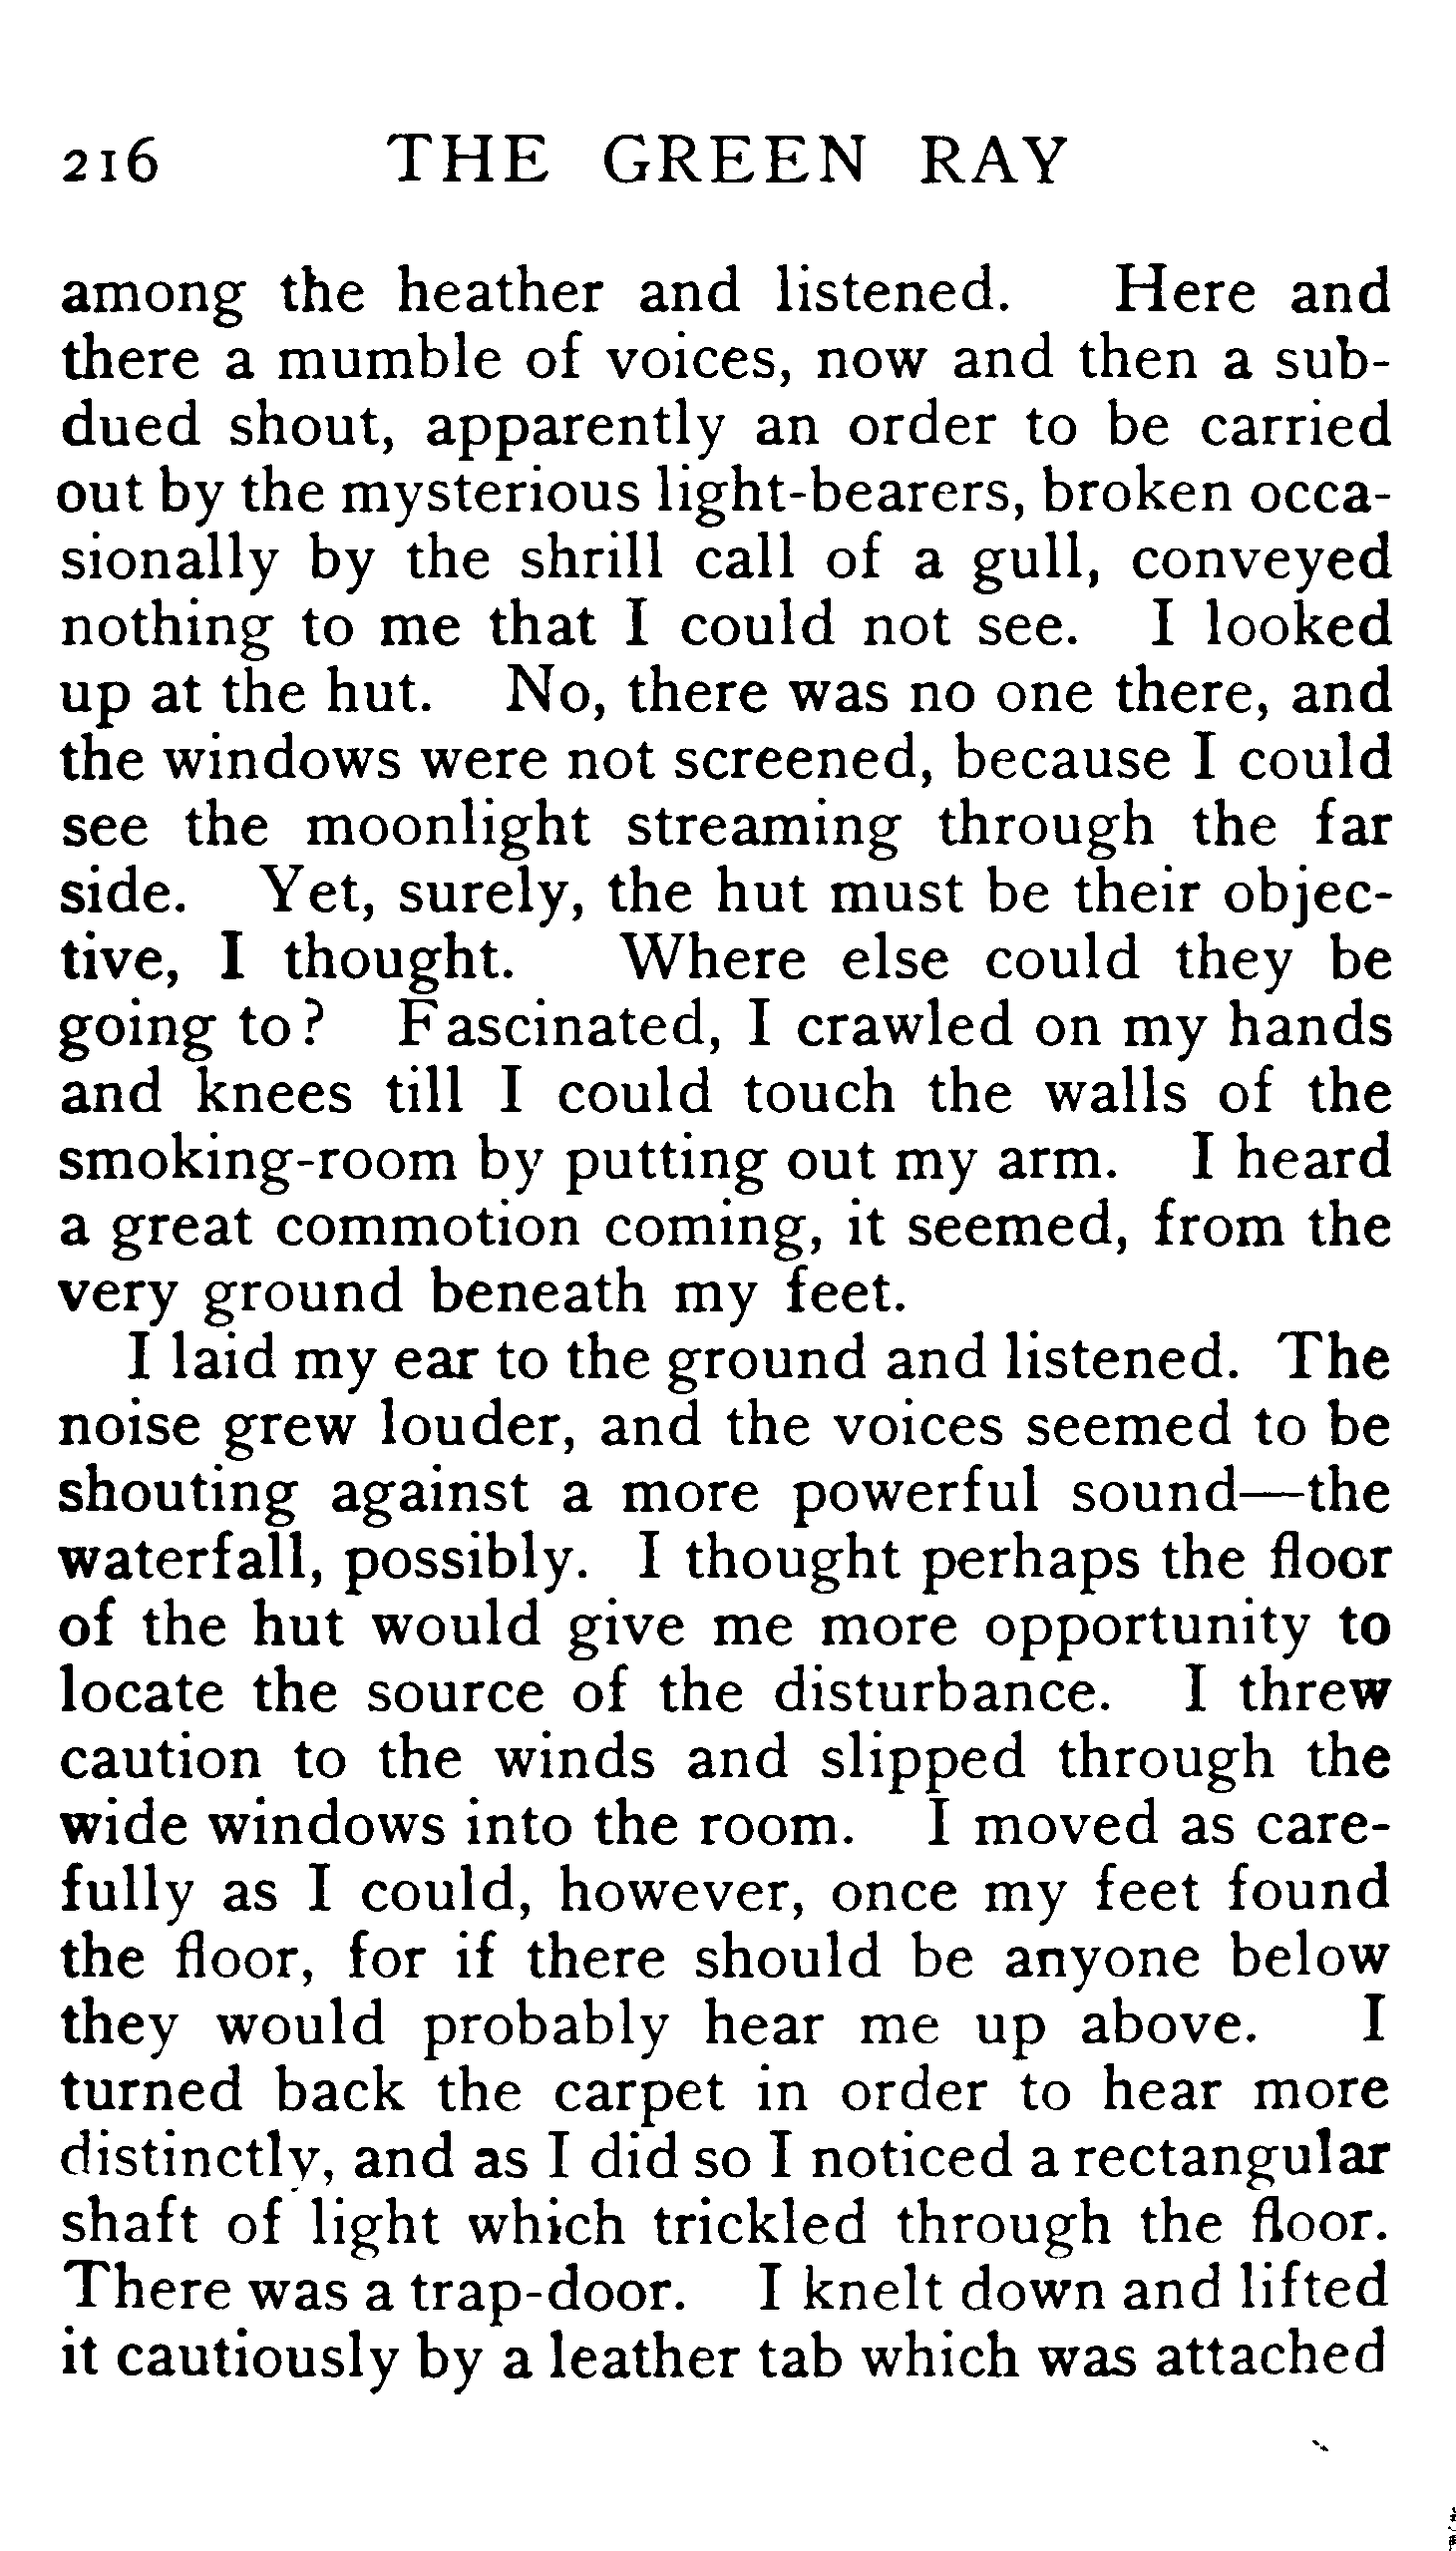 216 THE GREEN RAY
among the heather and listened. Here and
there a mumble of voices, now and then a sub-
dued shout, apparently an order to be carried
out by the mysterious light-bearers, broken occa-
sionally by the shrill call of a gull, conveyed
nothing to me that I could not see. I looked
up at the hut. No, there was no one there, and
the windows were not screened, because I could
see the moonlight streaming through the far
side. Yet, surely, the hut must be their objec-
tive, I thought. Where else could they be
going to? Fascinated, I crawled on my hands
and knees till I could touch the walls of the
smoking-room by putting out my arm. I heard
a great commotion coming, it seemed, from the
very ground beneath my feet.
I laid my ear to the ground and listened. The
noise grew louder, and the voices seemed to be
shouting against a more powerful sound—the
waterfall, possibly. I thought perhaps the floor
of the hut would give me more opportunity to
locate the source of the disturbance. I threw
caution to the winds and slipped through the
wide windows into the room. I moved as care-
fully as I could, however, once my feet found
the floor, for if there should be anyone below
they would probably hear me up above. I
turned back the carpet in order to hear more
distinctly, and as I did so I noticed a rectangular
shaft of light which trickled through the floor.
There was a trap-door. I knelt down and lifted
it cautiously by a leather tab which was attached